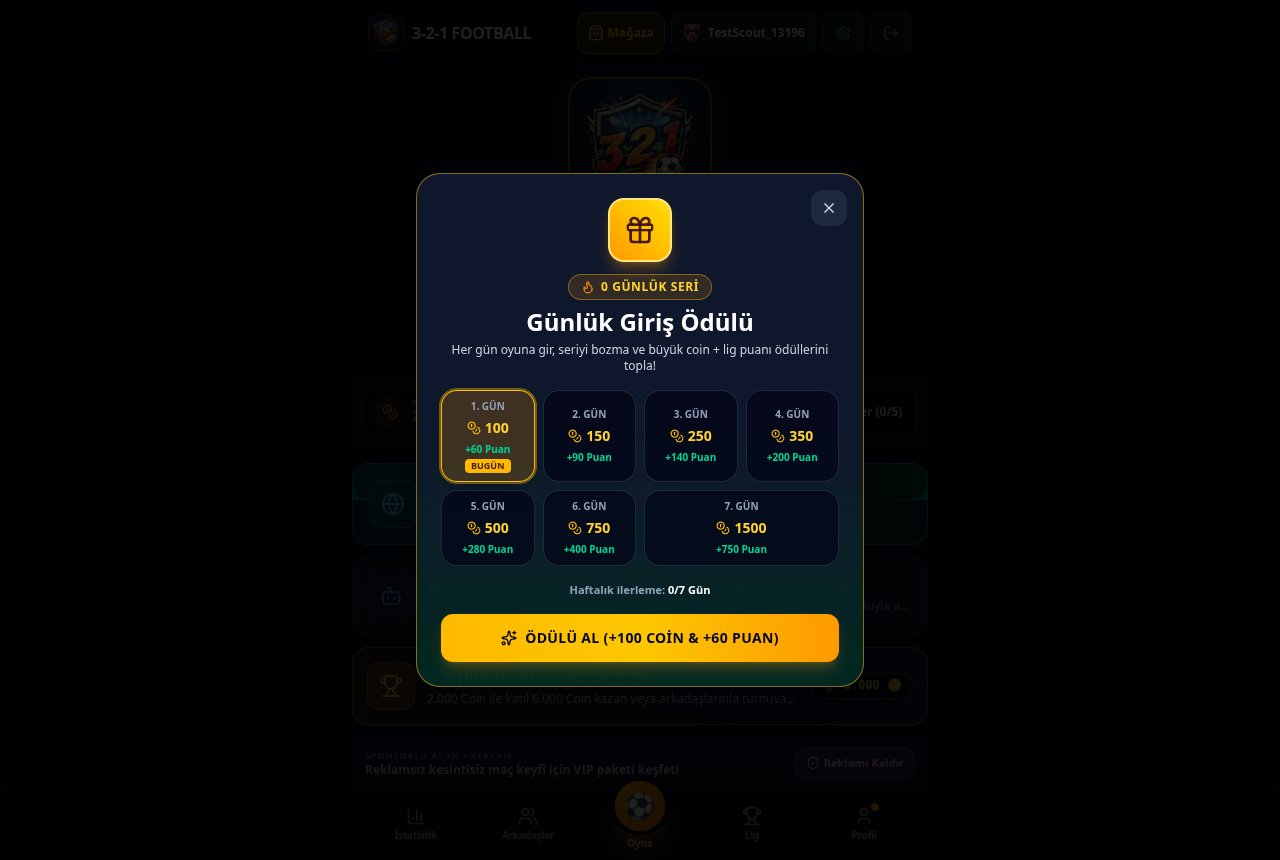 3-2-1 FOOTBALL
Mağaza
TestScout_13196
321
0 GÜNLÜK SERİ
Günlük Giriş Ödülü
Her gün oyuna gir, seriyi bozma ve büyük coin + lig puanı ödüllerini
topla!
1. GÜN
100
+60 Puan
BUGÜN
2. GÜN
150
+90 Puan
3. GÜN
250
+140 Puan
4. GÜN
350
+200 Puan
5. GÜN
500
+280 Puan
6. GÜN
750
+400 Puan
7. GÜN
1500
+750 Puan
Haftalık ilerleme: 0/7 Gün
ÖDÜLÜ AL (+100 COİN & +60 PUAN)
(0/5)
2.000 Coin ile katıl 6.000 Coin kazan veya arkadaşlarınla turnuva...
SPONSORLU ALAN • REKLAM
Reklamsız kesintisiz maç keyfi için VIP paketi keşfet!
Reklamı Kaldır
İstatistik
Arkadaşlar
Oyna
Lig
Profil